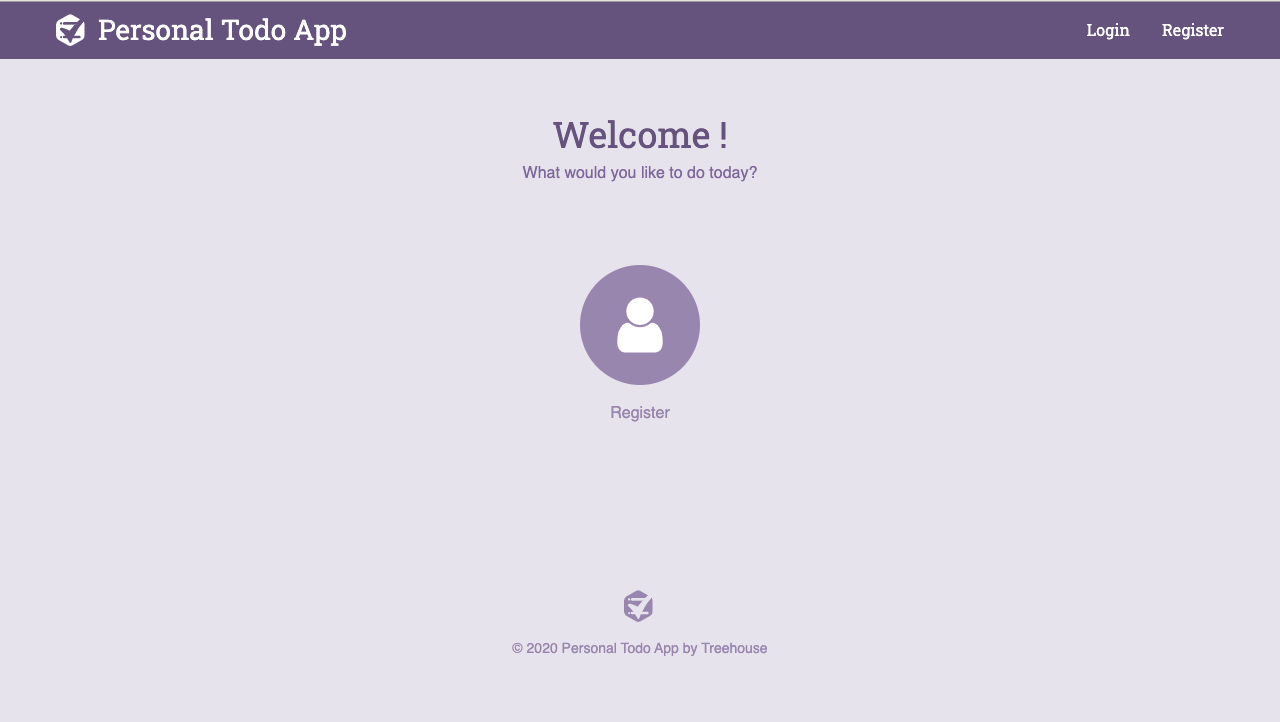 Personal Todo App
Login
Register
Welcome !
What would you like to do today?
Register
© 2020 Personal Todo App by Treehouse